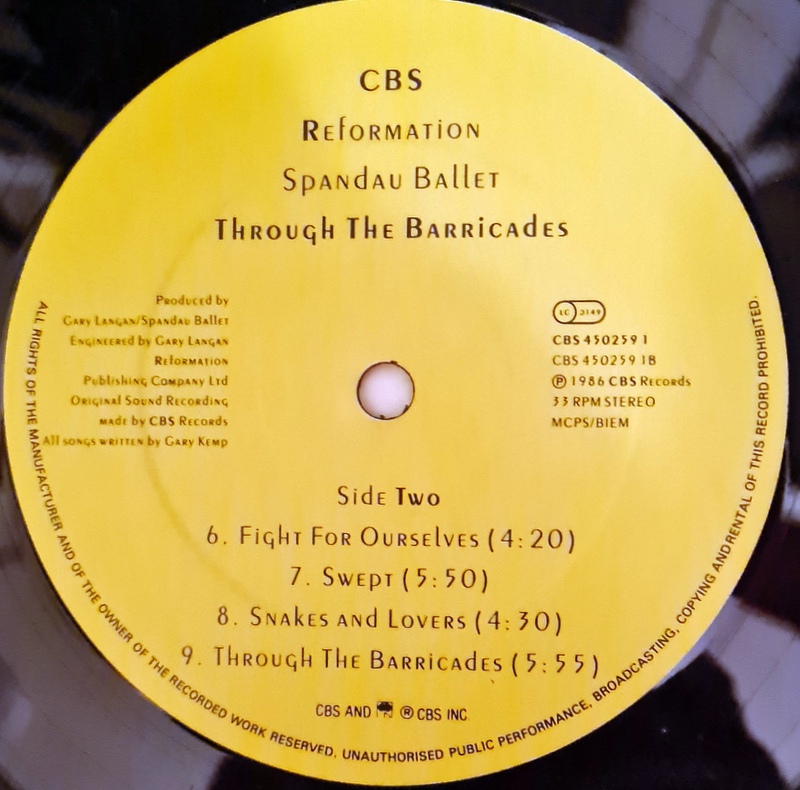 CBS
Reformation
Spandau Ballet
Through The Barricades
Produced by
Gary Langan/Spandau Ballet
Engineered by Gary Langan
Reformation
Publishing Company Ltd
Original Sound Recording
made by CBS Records
All songs written by Gary Kemp
LC 3149
CBS 450259 1
CBS 450259 1B
Ⓟ 1986 CBS Records
33 RPM STEREO
MCPS/BIEM
Side Two
6. Fight For Ourselves (4:20)
7. Swept (5:50)
8. Snakes and Lovers (4:30)
9. Through The Barricades (5:55)
CBS AND ® CBS INC
ALL RIGHTS OF THE MANUFACTURER AND OF THE OWNER OF THE RECORDED WORK RESERVED. UNAUTHORISED PUBLIC PERFORMANCE, BROADCASTING, COPYING AND RENTAL OF THIS RECORD PROHIBITED.